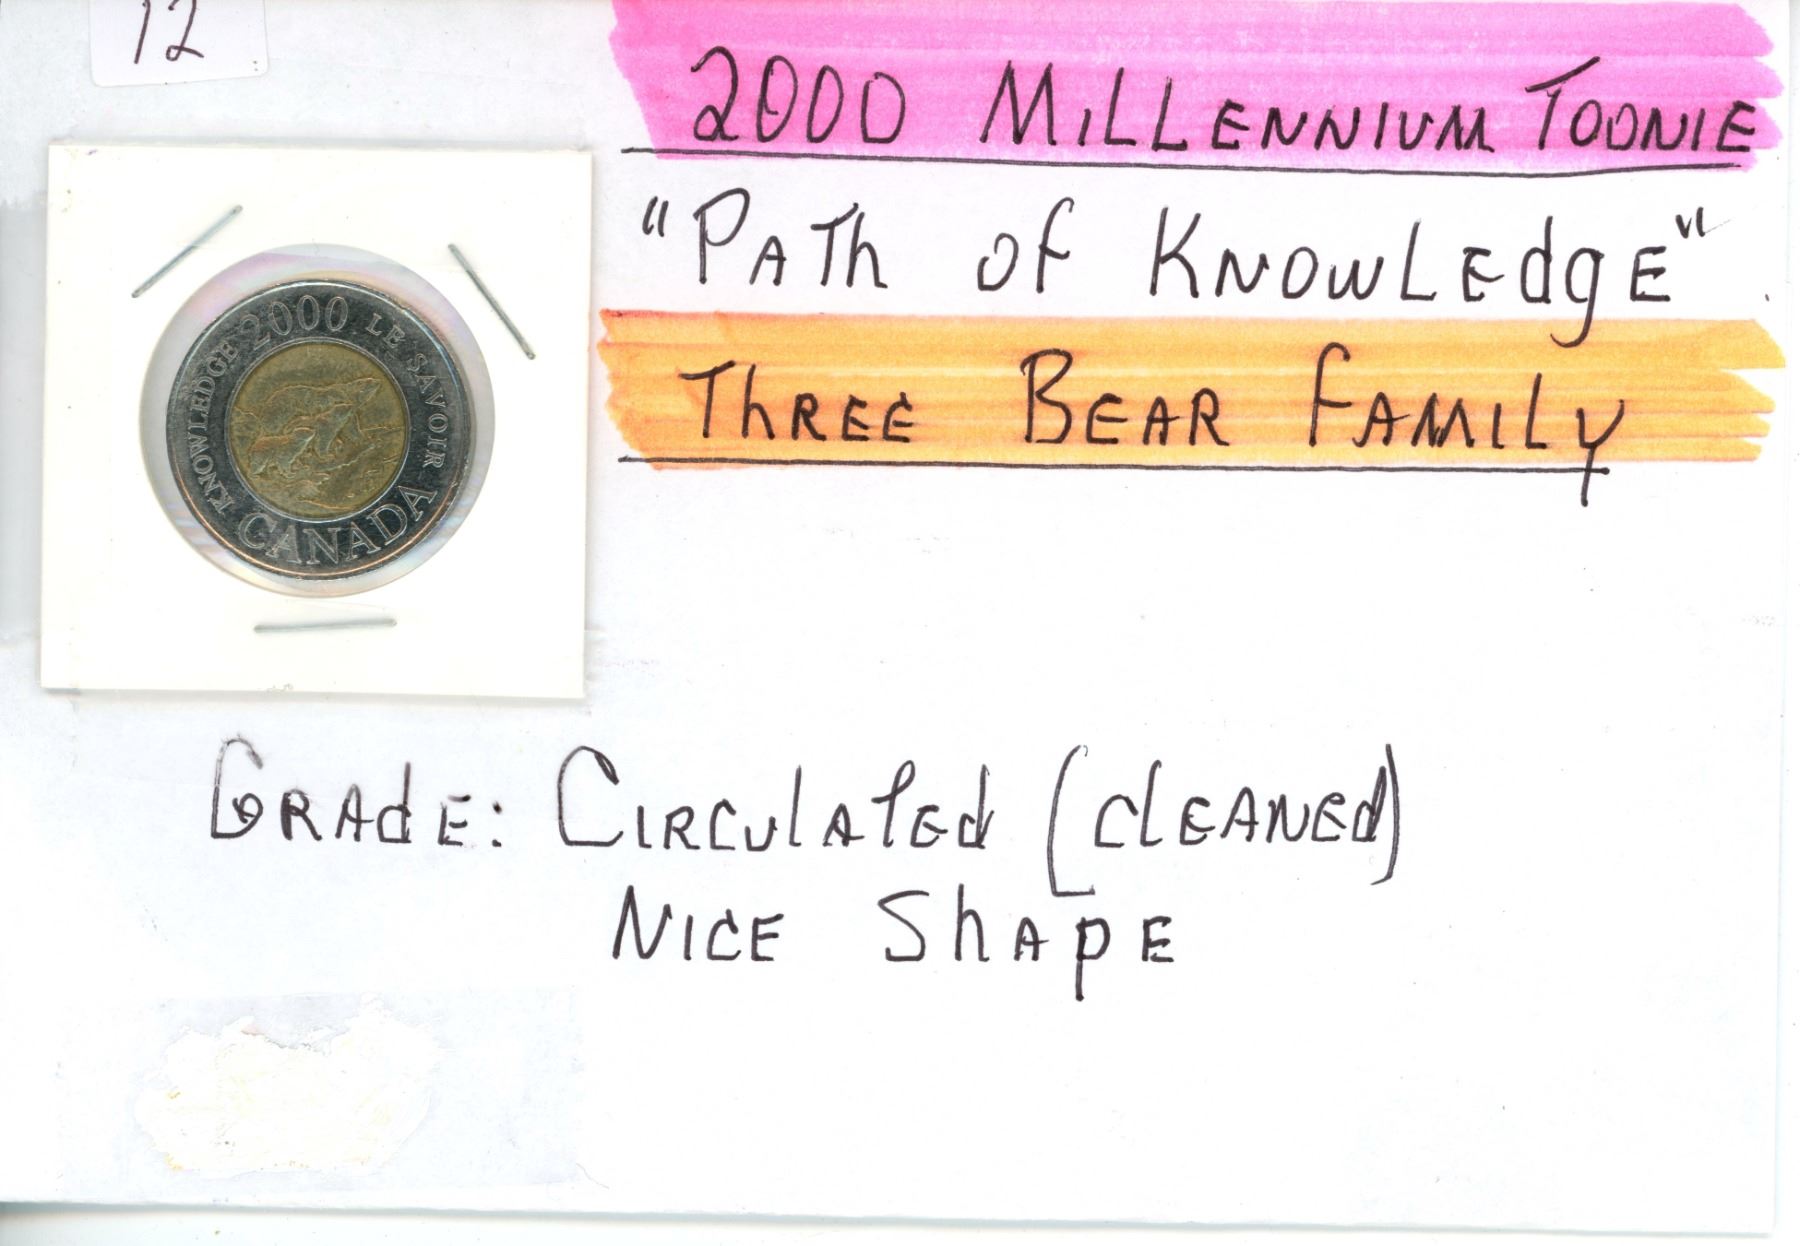 12
2000 MILLENNIUM TOONIE
"PATH OF KNOWLEDGE"
THREE BEAR FAMILY
KNOWLEDGE 2000 LE SAVOIR
CANADA
GRADE: CIRCULATED (CLEANED)
NICE SHAPE